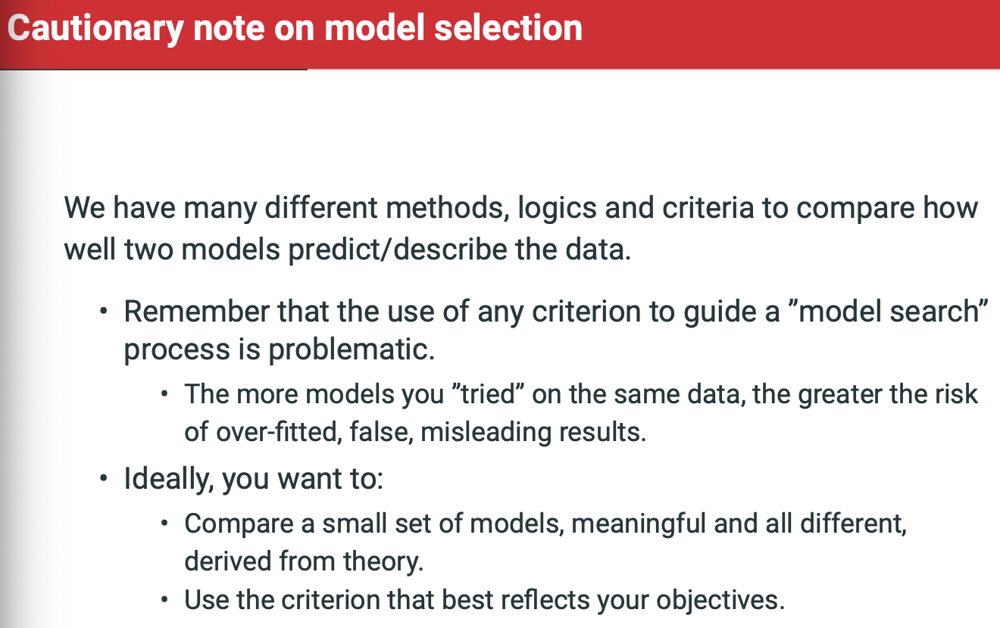 Cautionary note on model selection
We have many different methods, logics and criteria to compare how
well two models predict/describe the data.
• Remember that the use of any criterion to guide a ”model search”
process is problematic.
• The more models you ”tried” on the same data, the greater the risk
of over-fitted, false, misleading results.
• Ideally, you want to:
• Compare a small set of models, meaningful and all different,
derived from theory.
• Use the criterion that best reflects your objectives.